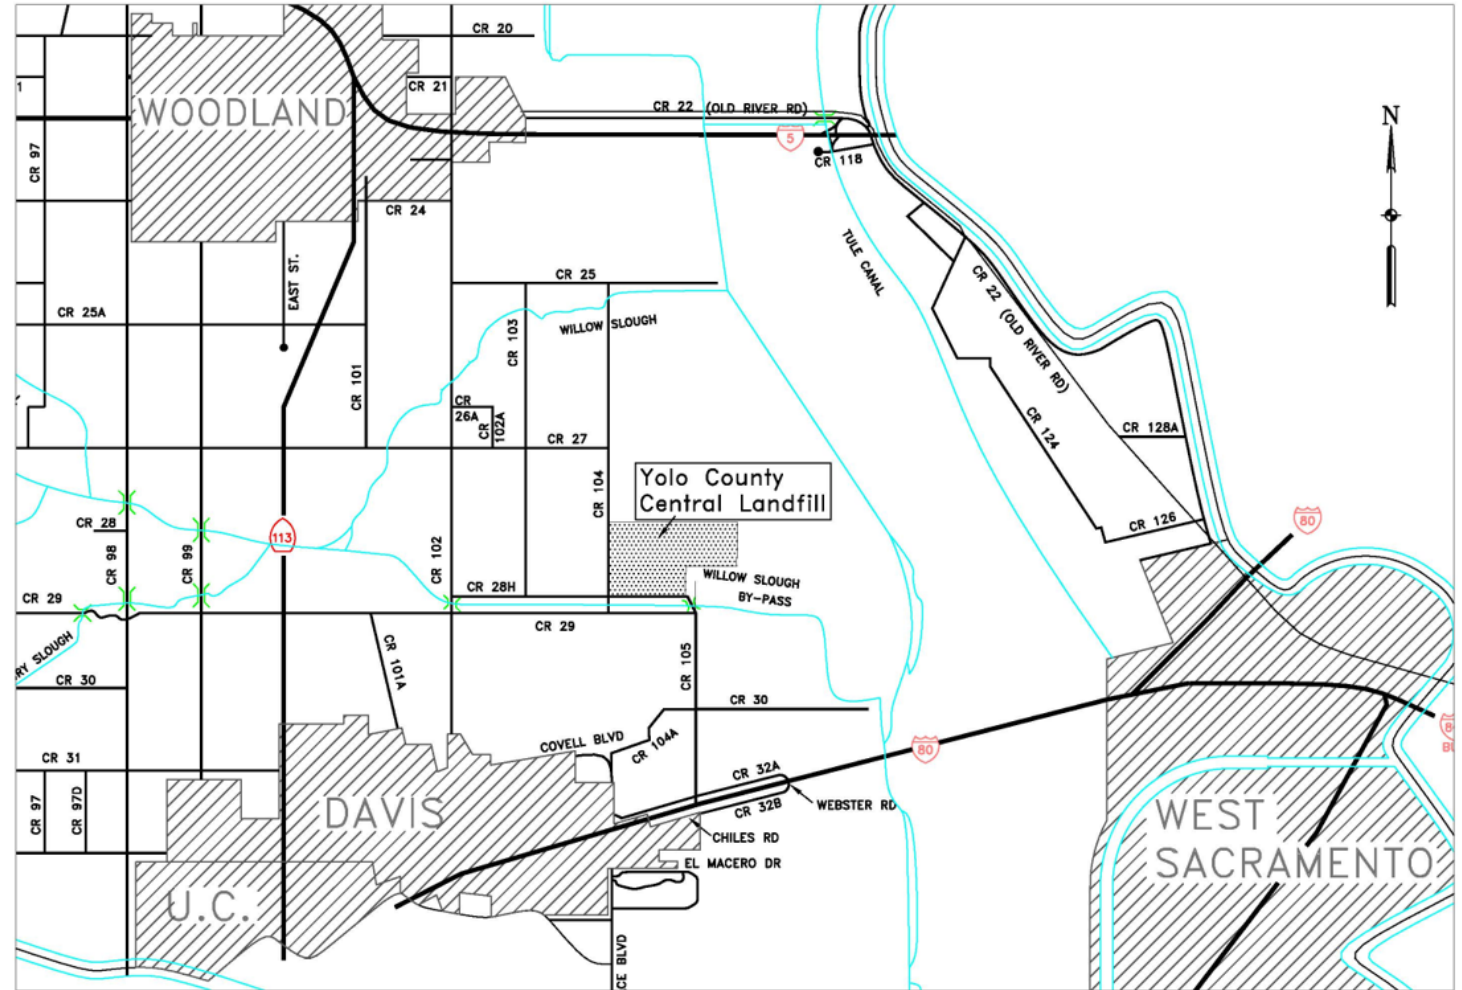 CR 20
1
CR 21
WOODLAND
CR 22 (OLD RIVER RD)
5
CR 118
N
CR 97
CR 24
EAST ST.
CR 25
TULE CANAL
CR 22 (OLD RIVER RD)
CR 25A
CR 103
WILLOW SLOUGH
CR 101
CR
26A
CR
102A
CR 27
CR 124
CR 128A
CR 104
Yolo County
Central Landfill
CR 28
113
CR 98
CR 99
CR 102
CR 126
80
CR 29
CR 28H
WILLOW SLOUGH
BY-PASS
CR 29
RY SLOUGH
CR 101A
CR 105
CR 30
CR 30
COVELL BLVD
CR 104A
80
CR 31
CR 32A
CR 32B
WEBSTER RD
CR 97
CR 97D
DAVIS
CHILES RD
EL MACERO DR
WEST
SACRAMENTO
U.C.
CE BLVD